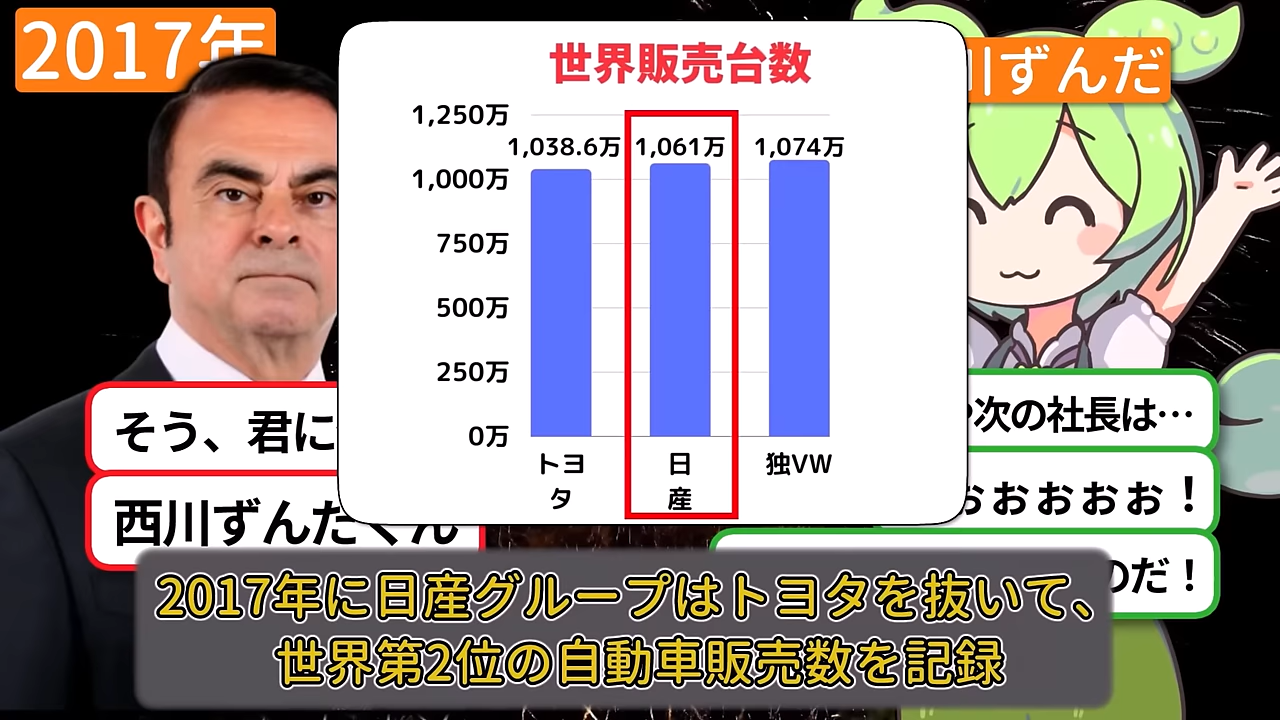 2017年
川ずんだ
世界販売台数
1,250万
1,000万
750万
500万
250万
0万
1,038.6万
1,061万
1,074万
トヨ
タ
日
産
独VW
そう、君に
西川ずんだくん
次の社長は…
ぉぉぉぉぉ！
のだ！
2017年に日産グループはトヨタを抜いて、
世界第2位の自動車販売数を記録